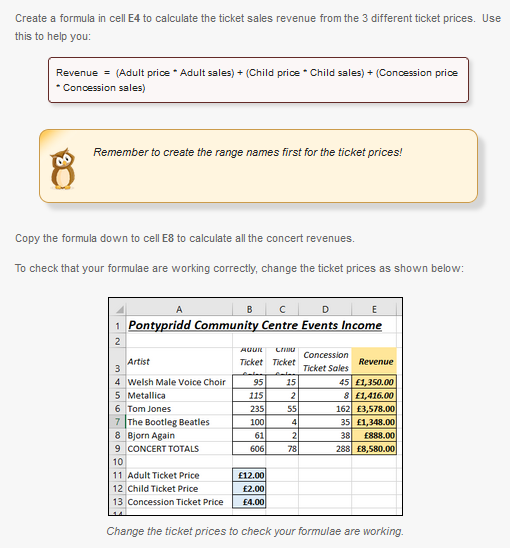 Create a formula in cell E4 to calculate the ticket sales revenue from the 3 different ticket prices. Use
this to help you:
Revenue = (Adult price * Adult sales) + (Child price * Child sales) + (Concession price
* Concession sales)
Remember to create the range names first for the ticket prices!
Copy the formula down to cell E8 to calculate all the concert revenues.
To check that your formulae are working correctly, change the ticket prices as shown below:
A B C D E
1 Pontypridd Community Centre Events Income
2
3 Artist Ticket Ticket Concession Ticket Sales Revenue
4 Welsh Male Voice Choir 95 15 45 £1,350.00
5 Metallica 115 2 8 £1,416.00
6 Tom Jones 235 55 162 £3,578.00
7 The Bootleg Beatles 100 4 35 £1,348.00
8 Bjorn Again 61 2 38 £888.00
9 CONCERT TOTALS 606 78 288 £8,580.00
10
11 Adult Ticket Price £12.00
12 Child Ticket Price £2.00
13 Concession Ticket Price £4.00
Change the ticket prices to check your formulae are working.